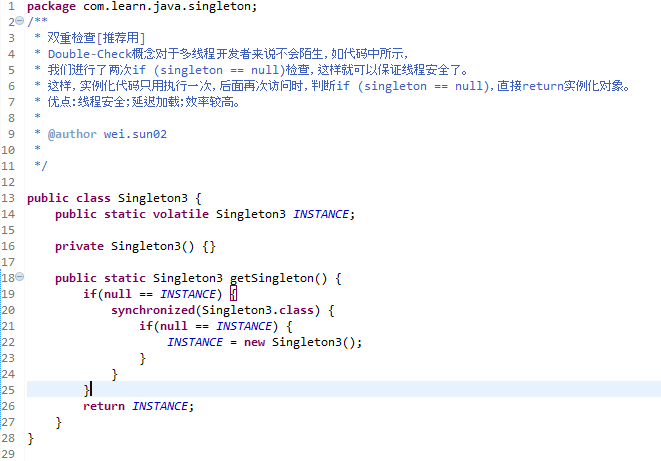 1 package com.learn.java.singleton;
2 /**
3  * 双重检查[推荐用]
4  * Double-Check概念对于多线程开发者来说不会陌生,如代码中所示,
5  * 我们进行了两次if (singleton == null)检查,这样就可以保证线程安全了。
6  * 这样,实例化代码只用执行一次,后面再次访问时,判断if (singleton == null),直接return实例化对象。
7  * 优点:线程安全;延迟加载;效率较高。
8  *
9  * @author wei.sun02
10  *
11  */
12
13 public class Singleton3 {
14     public static volatile Singleton3 INSTANCE;
15
16     private Singleton3() {}
17
18     public static Singleton3 getSingleton() {
19         if(null == INSTANCE) {
20             synchronized(Singleton3.class) {
21                 if(null == INSTANCE) {
22                     INSTANCE = new Singleton3();
23                 }
24             }
25         }
26         return INSTANCE;
27     }
28 }
29